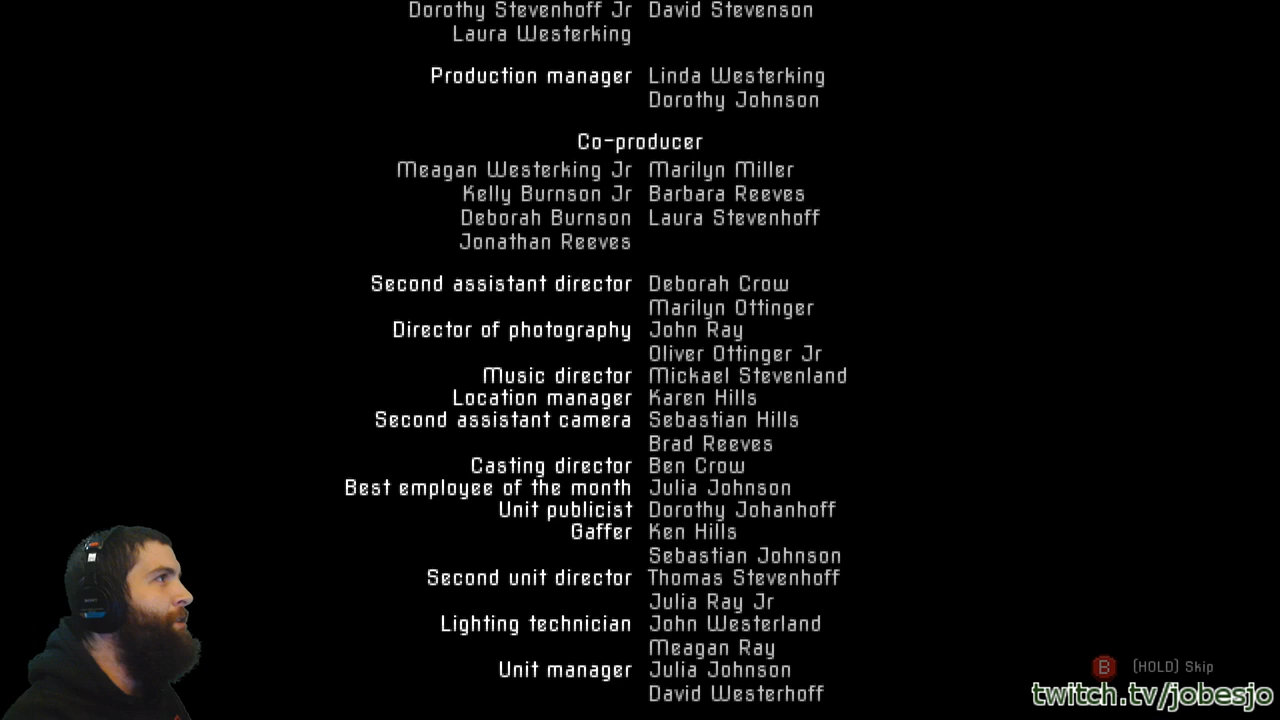 Dorothy Stevenhoff Jr David Stevenson
Laura Westerking
Production manager Linda Westerking
Dorothy Johnson
Co-producer
Meagan Westerking Jr Marilyn Miller
Kelly Burnson Jr Barbara Reeves
Deborah Burnson Laura Stevenhoff
Jonathan Reeves
Second assistant director Deborah Crow
Marilyn Ottinger
Director of photography John Ray
Oliver Ottinger Jr
Music director Mickael Stevenland
Location manager Karen Hills
Second assistant camera Sebastian Hills
Brad Reeves
Casting director Ben Crow
Best employee of the month Julia Johnson
Unit publicist Dorothy Johanhoff
Gaffer Ken Hills
Sebastian Johnson
Second unit director Thomas Stevenhoff
Julia Ray Jr
Lighting technician John Westerland
Meagan Ray
Unit manager Julia Johnson
David Westerhoff
B (HOLD) Skip
twitch.tv/jobesjo
SONY